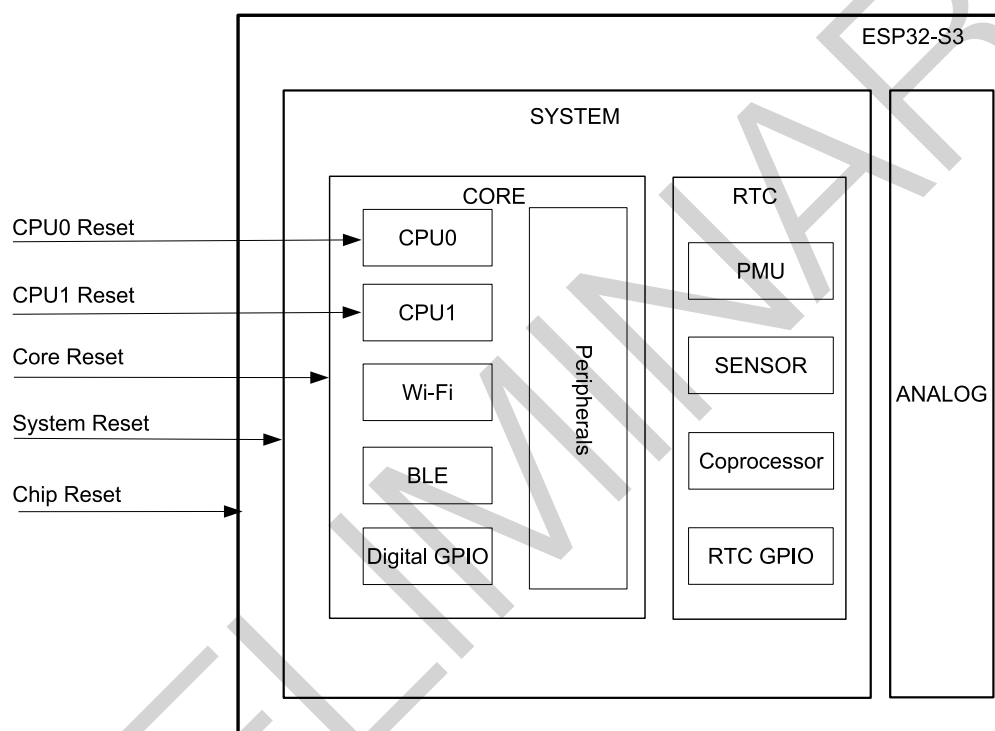 ESP32-S3
SYSTEM
CORE
RTC
CPU0 Reset
CPU0
PMU
CPU1 Reset
CPU1
Core Reset
Wi-Fi
Peripherals
SENSOR
ANALOG
System Reset
BLE
Coprocessor
Chip Reset
Digital GPIO
RTC GPIO
ELIMINAR